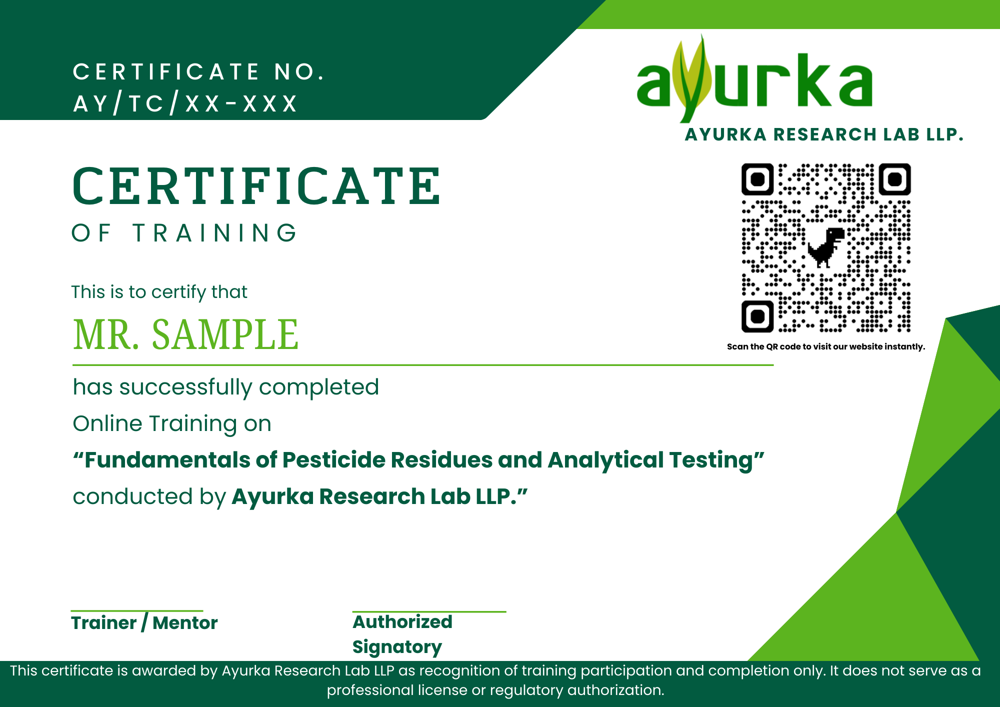 CERTIFICATE NO.
AY/TC/XX-XXX
ayurka
AYURKA RESEARCH LAB LLP.
CERTIFICATE
OF TRAINING
This is to certify that
MR. SAMPLE
Scan the QR code to visit our website instantly.
has successfully completed
Online Training on
“Fundamentals of Pesticide Residues and Analytical Testing”
conducted by Ayurka Research Lab LLP.”
Trainer / Mentor
Authorized
Signatory
This certificate is awarded by Ayurka Research Lab LLP as recognition of training participation and completion only. It does not serve as a
professional license or regulatory authorization.